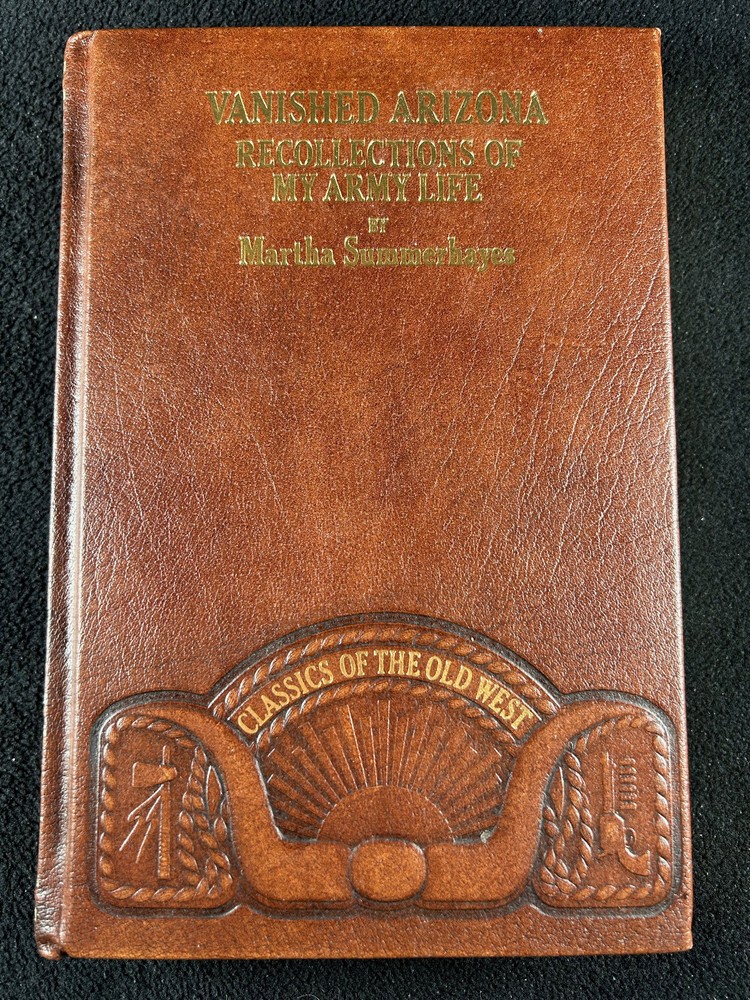 VANISHED ARIZONA
RECOLLECTIONS OF
MY ARMY LIFE
BY
Martha Summerhayes
CLASSICS OF THE OLD WEST